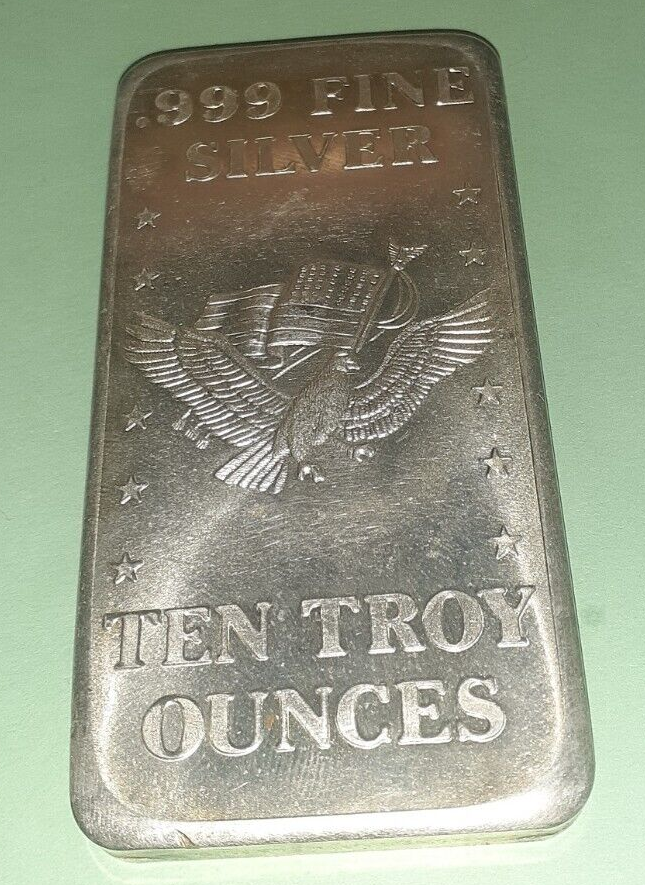 .999 FINE
SILVER
TEN TROY
OUNCES